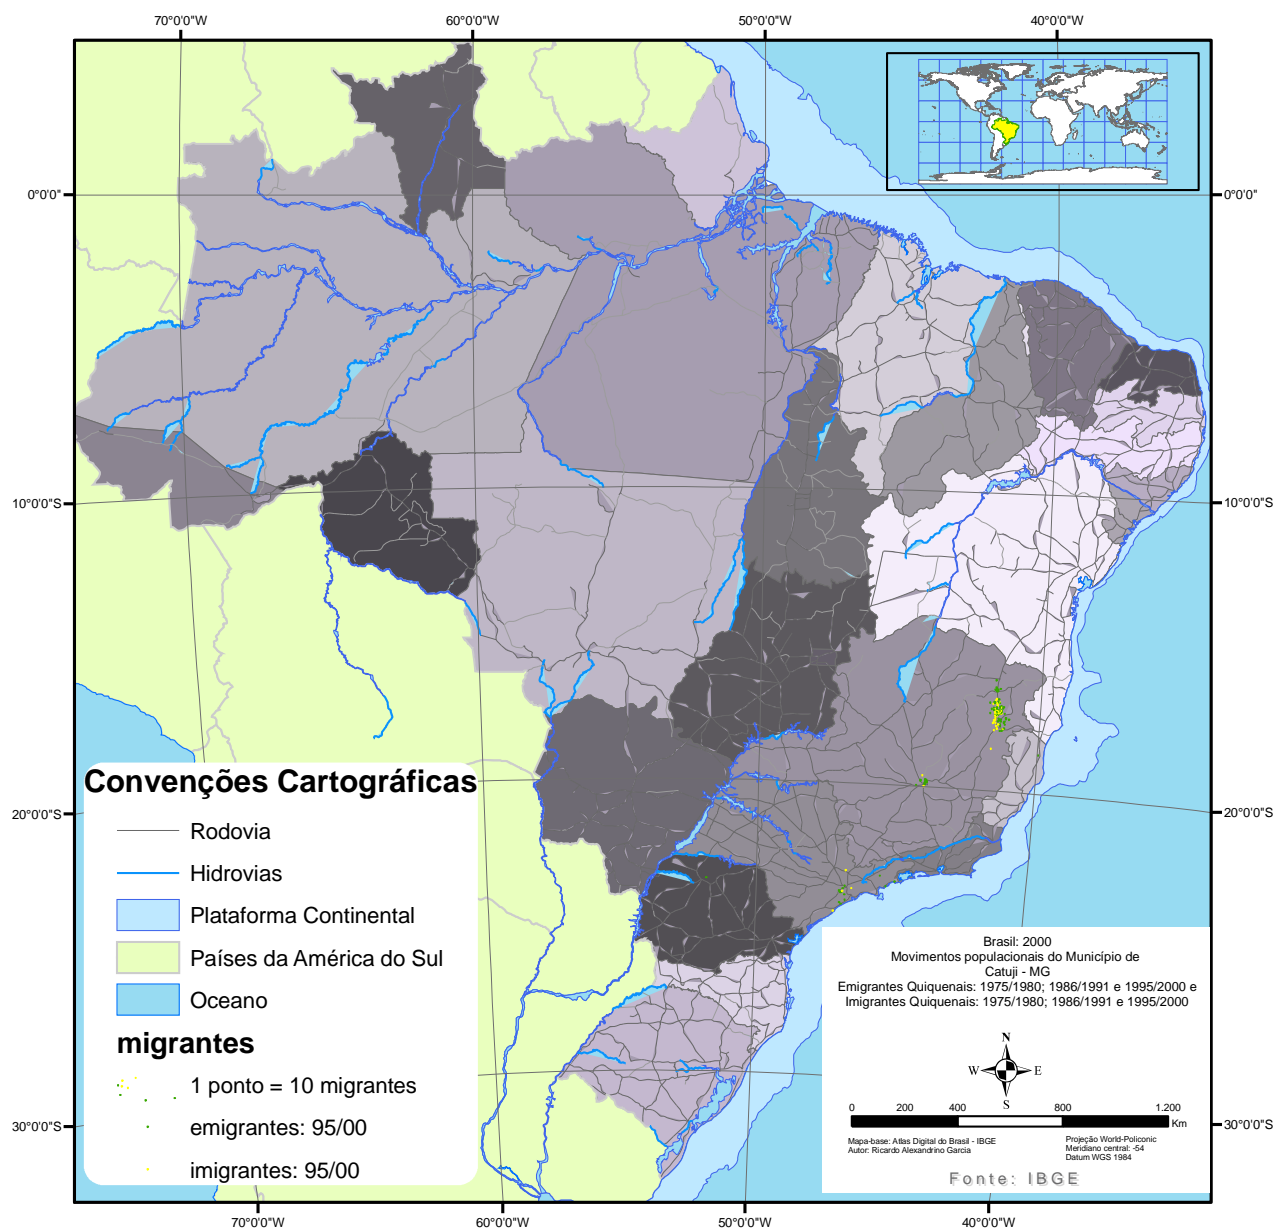 70°0'0"W 60°0'0"W 50°0'0"W 40°0'0"W
0°0'0" 0°0'0"
10°0'0"S 10°0'0"S
20°0'0"S 20°0'0"S
30°0'0"S 30°0'0"S
Convenções Cartográficas
Rodovia
Hidrovias
Plataforma Continental
Países da América do Sul
Oceano
migrantes
1 ponto = 10 migrantes
emigrantes: 95/00
imigrantes: 95/00
Brasil: 2000
Movimentos populacionais do Município de
Catuji - MG
Emigrantes Quiquenais: 1975/1980; 1986/1991 e 1995/2000 e
Imigrantes Quiquenais: 1975/1980; 1986/1991 e 1995/2000
N
W E
S
0 200 400 800 1.200
Km
Mapa-base: Atlas Digital do Brasil - IBGE
Autor: Ricardo Alexandrino Garcia
Projeção World-Policonic
Meridiano central: -54
Datum WGS 1984
Fonte: IBGE
70°0'0"W 60°0'0"W 50°0'0"W 40°0'0"W